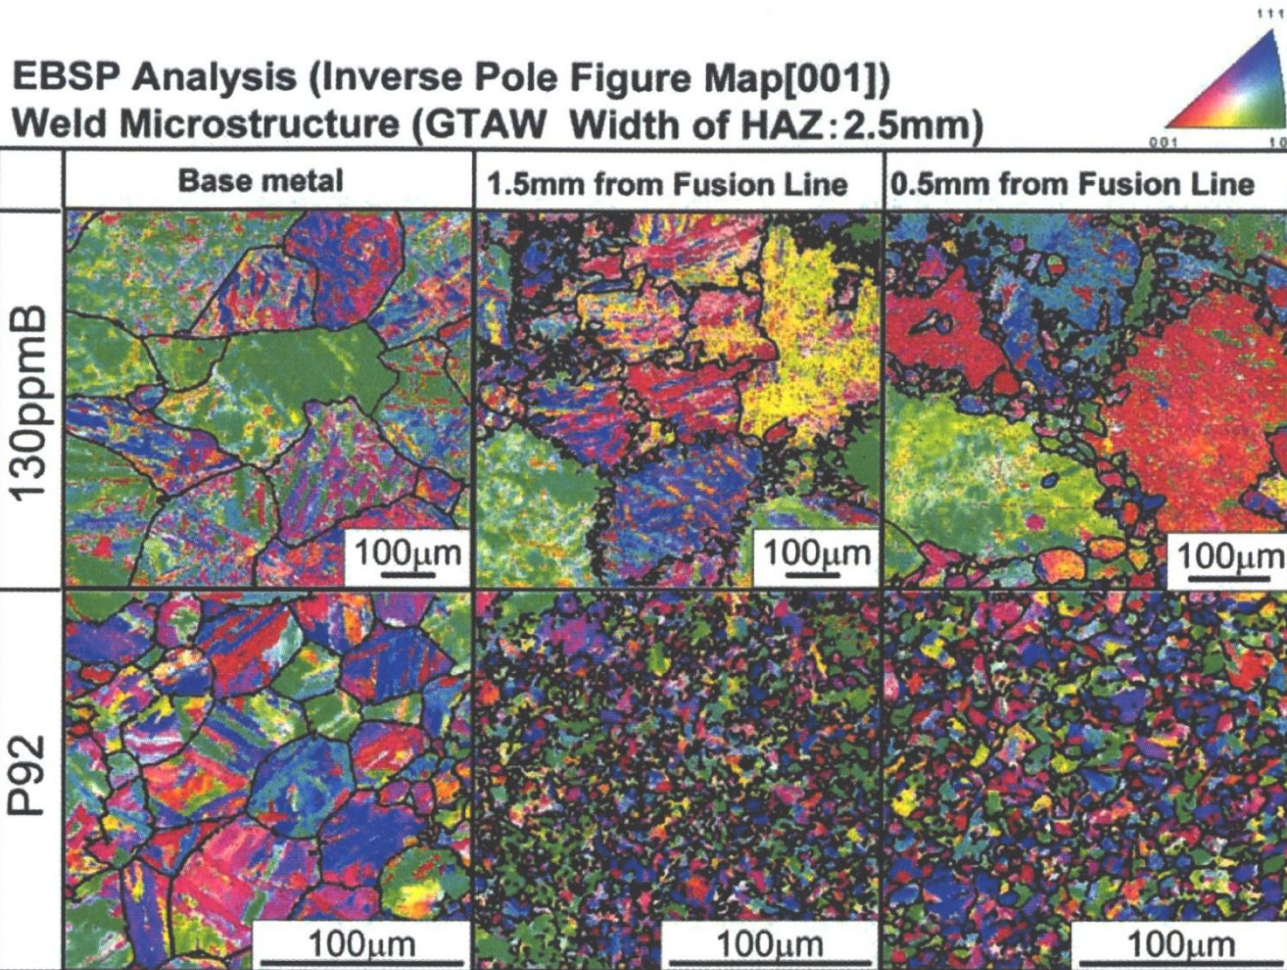 111
EBSP Analysis (Inverse Pole Figure Map[001])
Weld Microstructure (GTAW Width of HAZ:2.5mm)
001
10
Base metal
1.5mm from Fusion Line
0.5mm from Fusion Line
130ppmB
100μm
100μm
100μm
P92
100μm
100μm
100μm